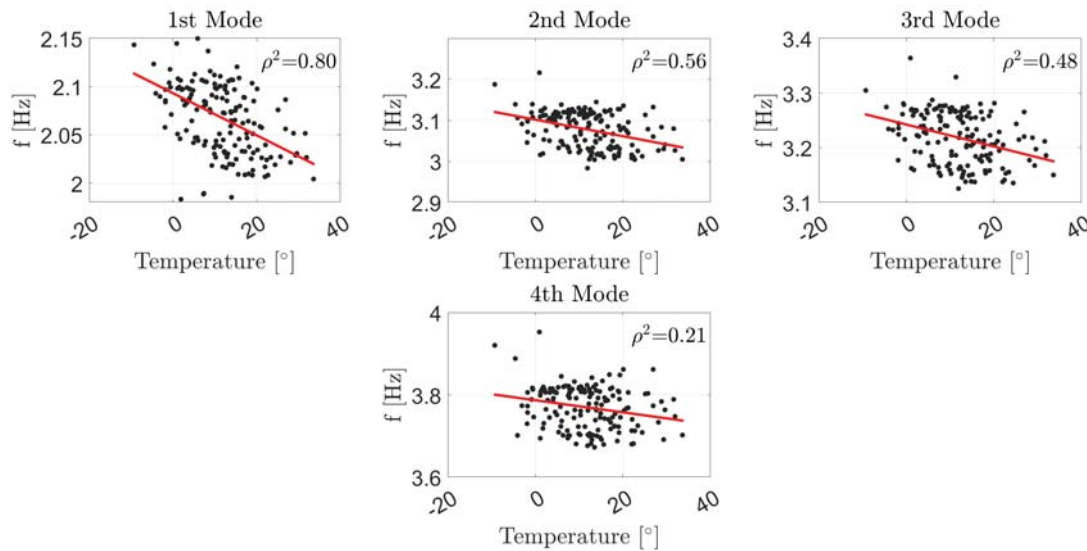 1st Mode
2.15
2.1
2.05
2
f [Hz]
ρ²=0.80
-20
0
20
40
Temperature [°]
2nd Mode
3.2
3.1
3
2.9
f [Hz]
ρ²=0.56
-20
0
20
40
Temperature [°]
3rd Mode
3.4
3.3
3.2
3.1
f [Hz]
ρ²=0.48
-20
0
20
40
Temperature [°]
4th Mode
4
3.8
3.6
f [Hz]
ρ²=0.21
-20
0
20
40
Temperature [°]